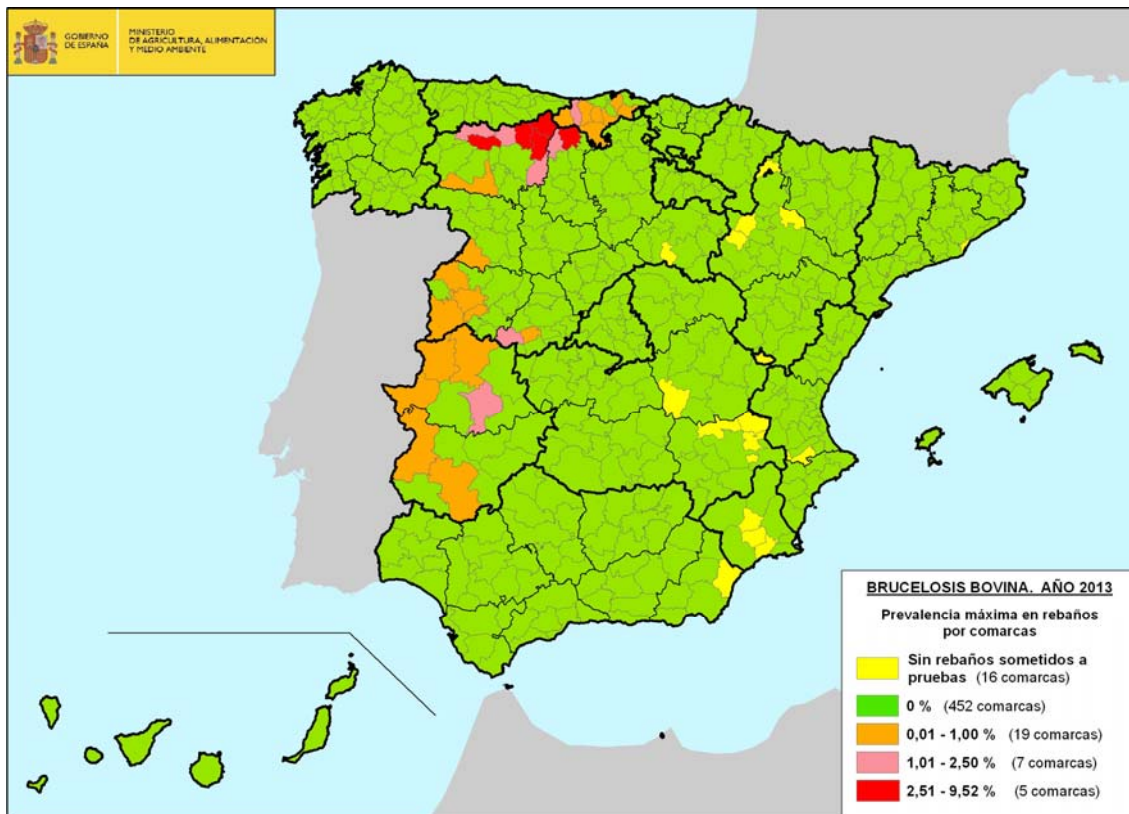 GOBIERNO
DE ESPAÑA
MINISTERIO
DE AGRICULTURA, ALIMENTACIÓN
Y MEDIO AMBIENTE
BRUCELOSIS BOVINA. AÑO 2013
Prevalencia máxima en rebaños
por comarcas
Sin rebaños sometidos a
pruebas (16 comarcas)
0 % (452 comarcas)
0,01 - 1,00 % (19 comarcas)
1,01 - 2,50 % (7 comarcas)
2,51 - 9,52 % (5 comarcas)